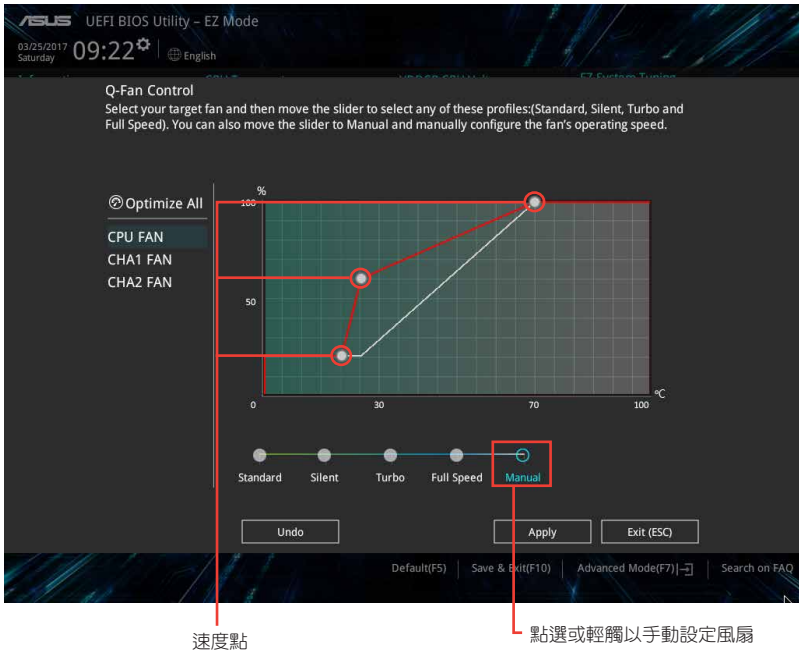 ASUS UEFI BIOS Utility – EZ Mode
03/25/2017
Saturday
09:22
English
EZ System Tuning
Q-Fan Control
Select your target fan and then move the slider to select any of these profiles:(Standard, Silent, Turbo and
Full Speed). You can also move the slider to Manual and manually configure the fan's operating speed.
Optimize All
CPU FAN
CHA1 FAN
CHA2 FAN
%
100
50
0
30
70
100
ºC
Standard
Silent
Turbo
Full Speed
Manual
Undo
Apply
Exit (ESC)
Default(F5)
Save & Exit(F10)
Advanced Mode(F7)
Search on FAQ
速度點
點選或輕觸以手動設定風扇